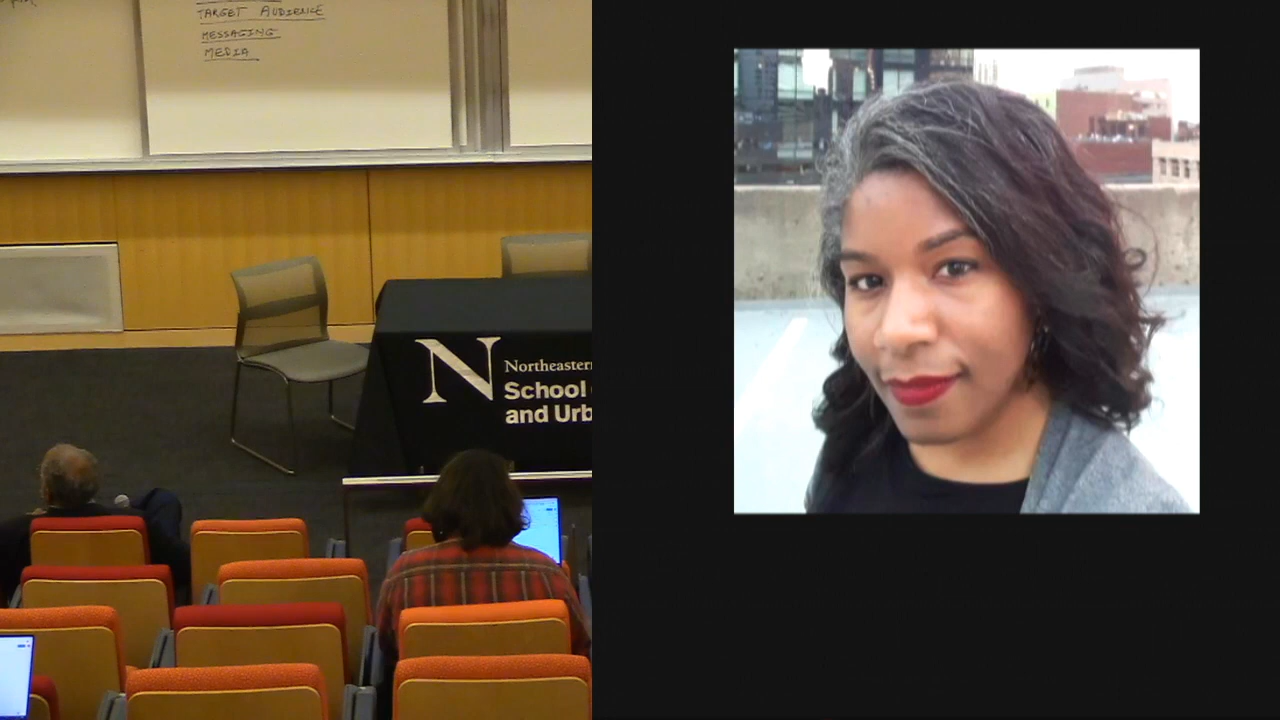 TARGET AUDIENCE
MESSAGING
MEDIA
N
Northeastern
School
and Urb